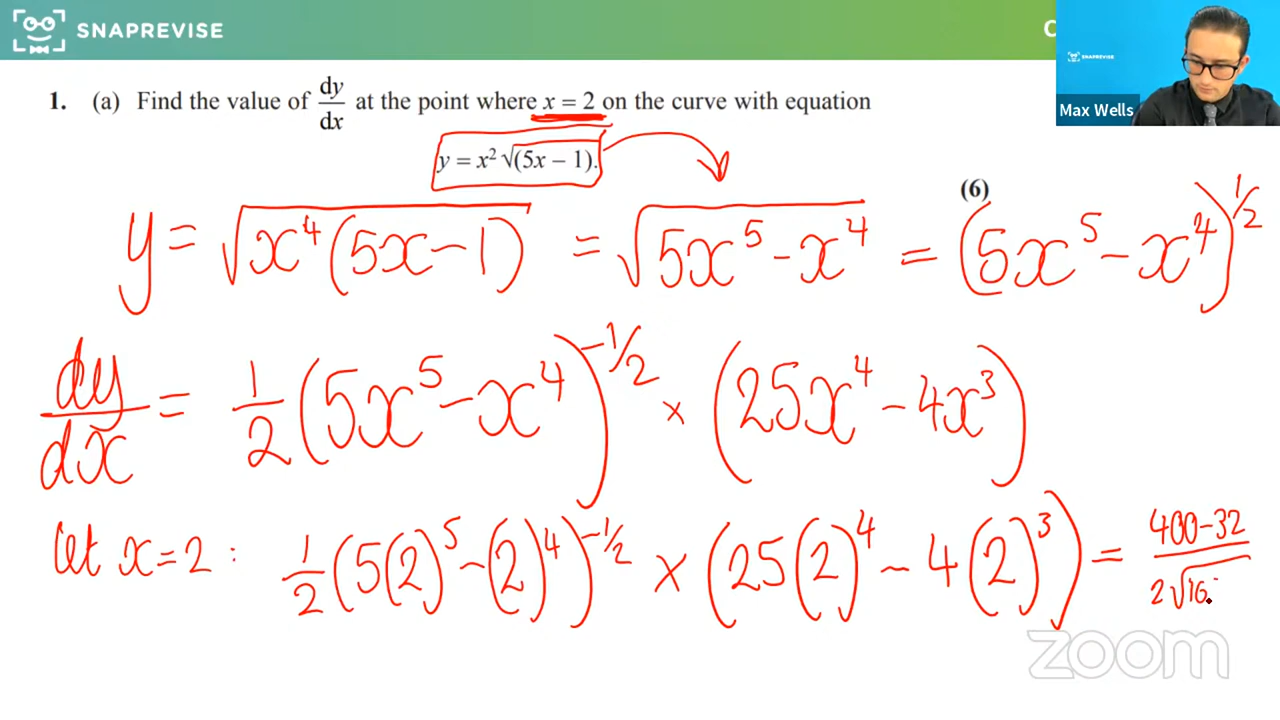 SNAPREVISE
C
SNAPREVISE
Max Wells
1. (a) Find the value of dy/dx at the point where x = 2 on the curve with equation
y = x² √(5x − 1).
(6)
y = √(x⁴(5x−1)) = √(5x⁵−x⁴) = (5x⁵−x⁴)^1/2
dy/dx = 1/2 (5x⁵−x⁴)^−1/2 × (25x⁴−4x³)
let x=2 : 1/2 (5(2)⁵−(2)⁴)^−1/2 × (25(2)⁴−4(2)³) = 400−32 / 2√16
zoom